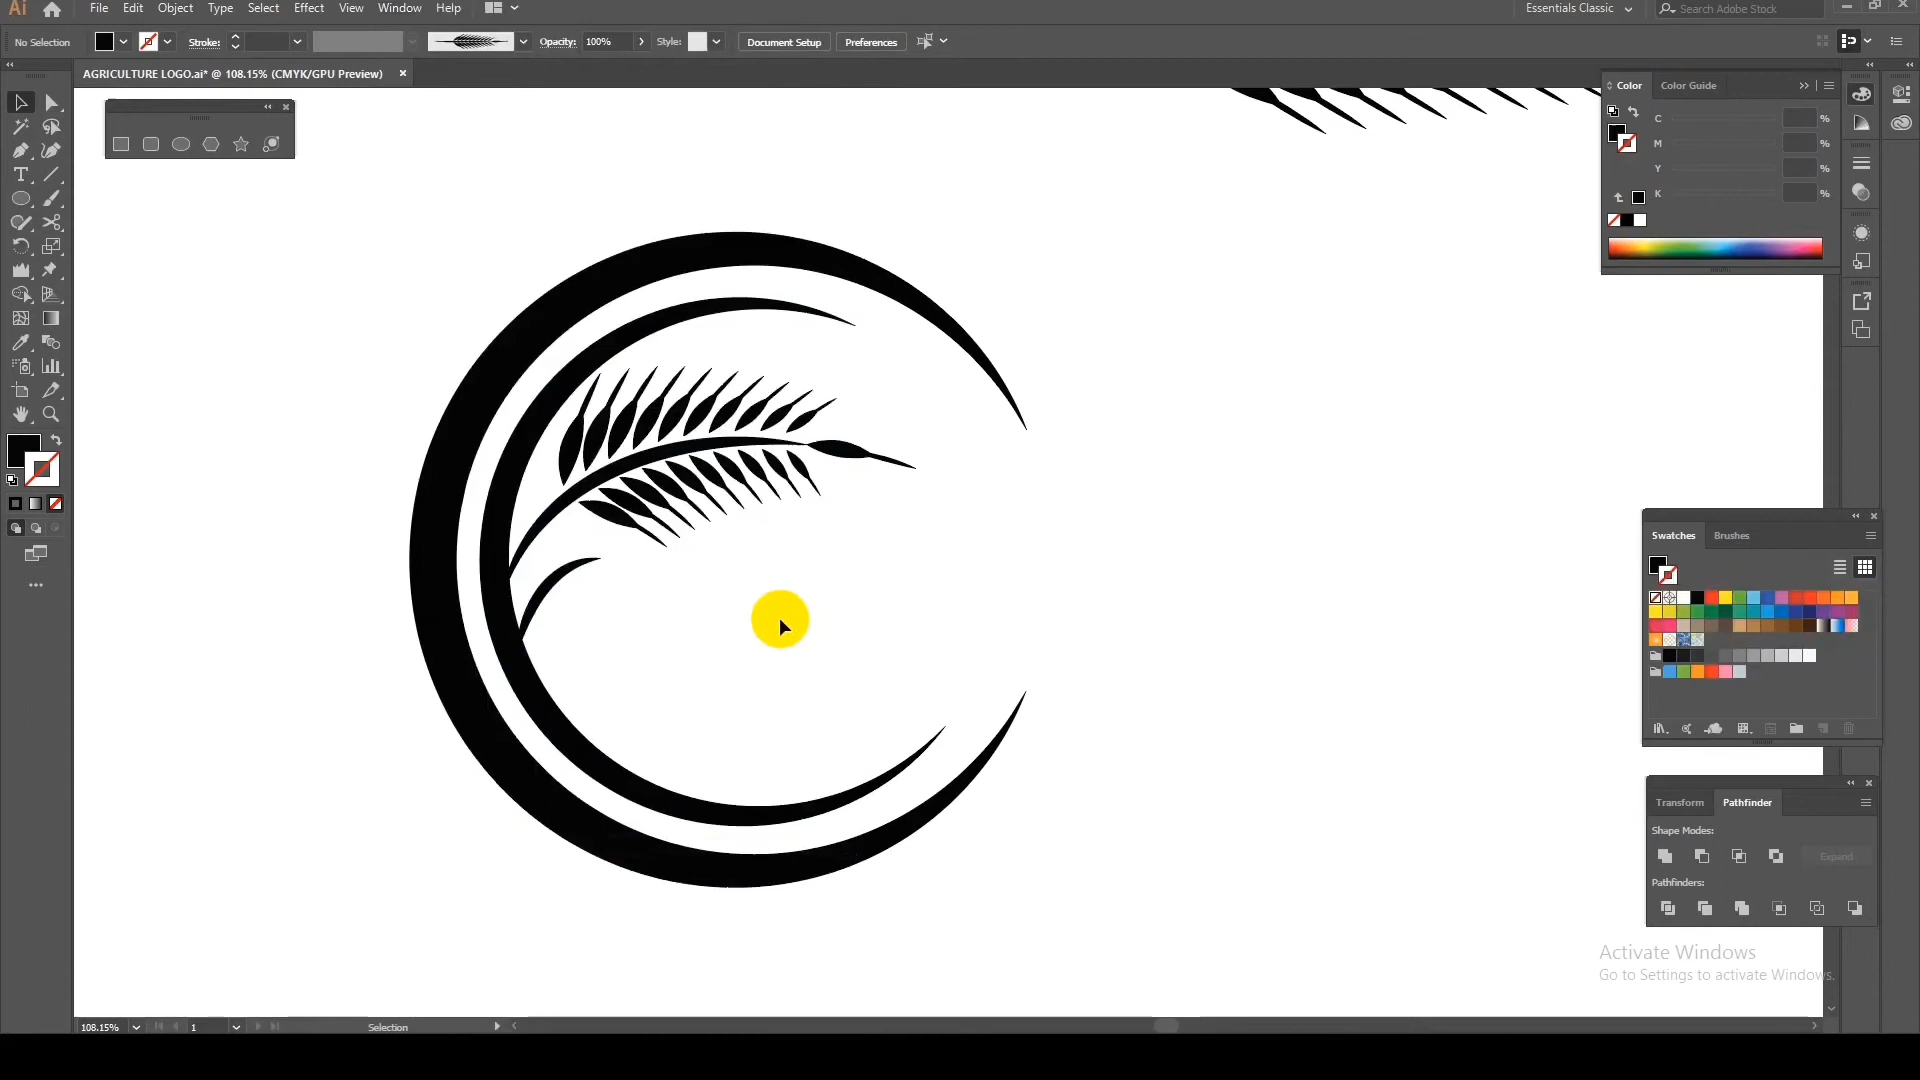 Ai File Edit Object Type Select Effect View Window Help Essentials Classic Search Adobe Stock
No Selection Stroke: Opacity: 100% Style: Document Setup Preferences
AGRICULTURE LOGO.ai* @ 108.15% (CMYK/GPU Preview)
Color Color Guide
C %
M %
Y %
K %
Swatches Brushes
Transform Pathfinder
Shape Modes:
Expand
Pathfinders:
Activate Windows
Go to Settings to activate Windows.
108.15% 1 Selection